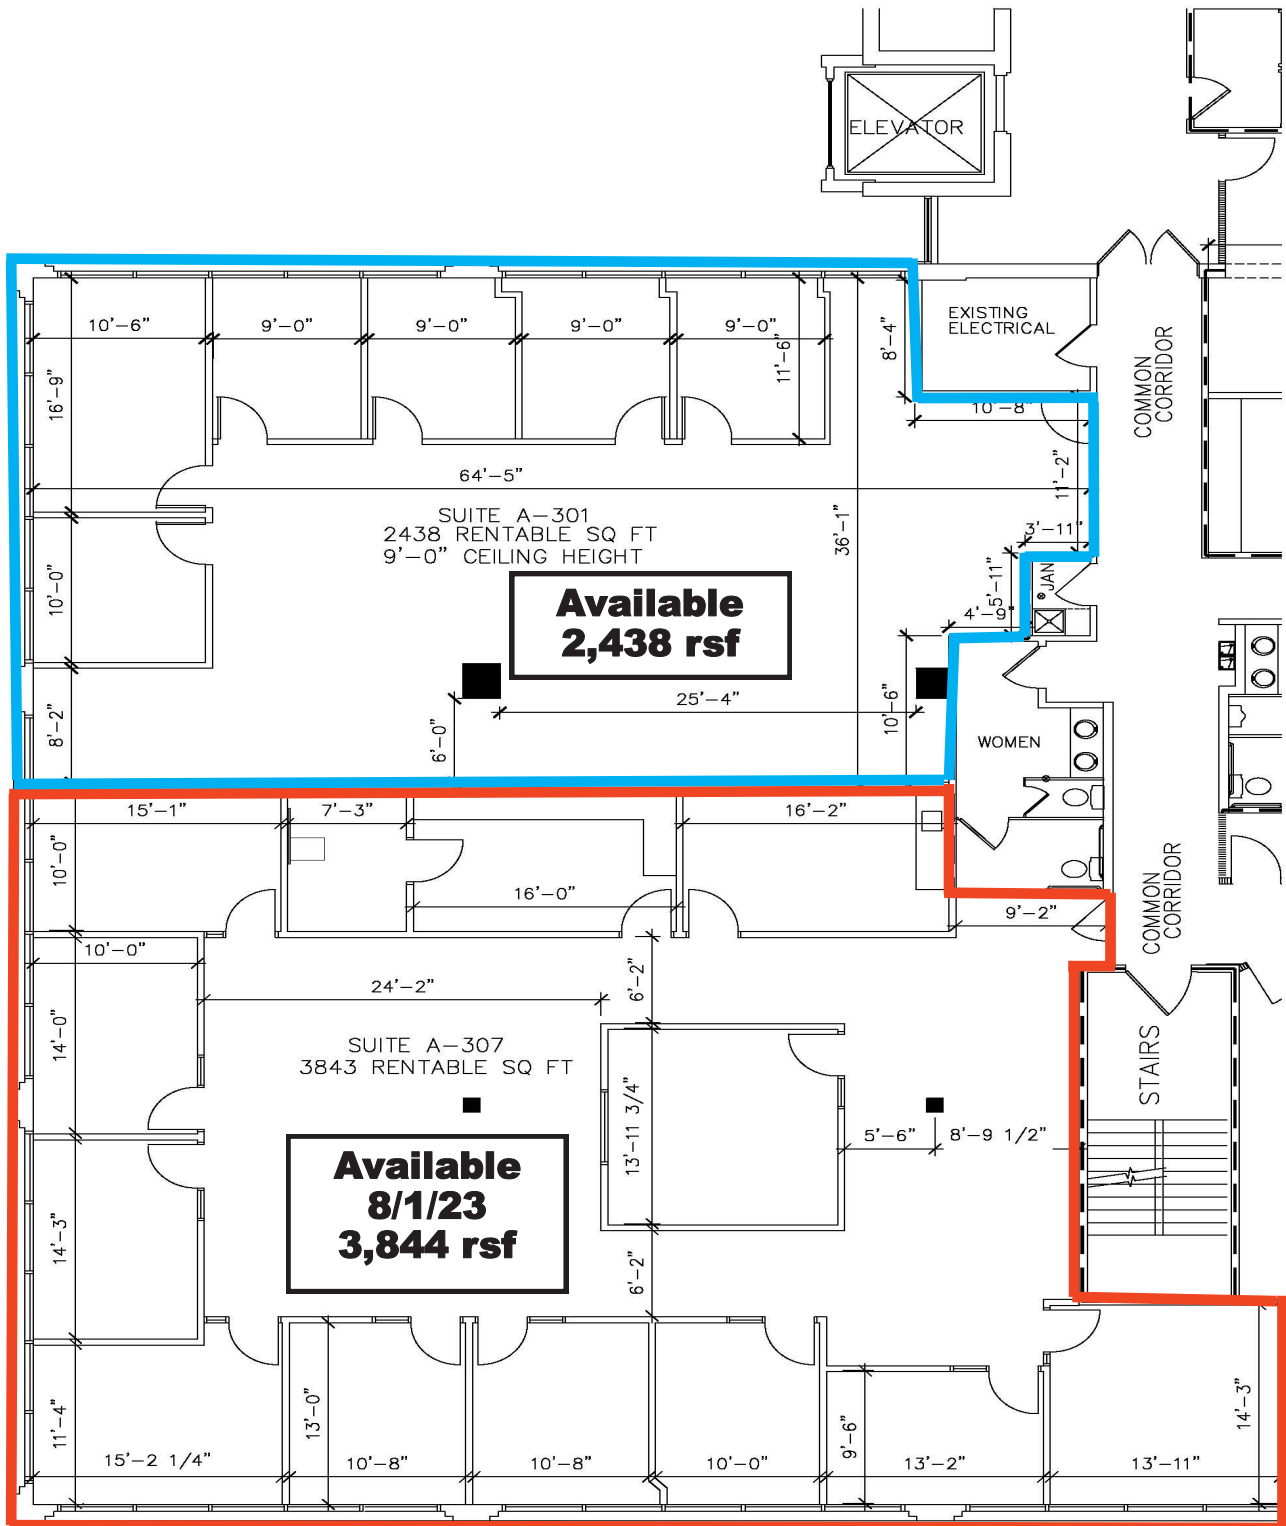 ELEVATOR
EXISTING
ELECTRICAL
COMMON
CORRIDOR
10'-6"
9'-0"
9'-0"
9'-0"
9'-0"
16'-9"
11'-6"
8'-4"
10'-8"
11'-2"
64'-5"
SUITE A-301
2438 RENTABLE SQ FT
9'-0" CEILING HEIGHT
36'-1"
3'-11"
JAN
5'-11"
4'-9"
10'-0"
Available
2,438 rsf
25'-4"
10'-6"
8'-2"
6'-0"
WOMEN
15'-1"
7'-3"
16'-2"
10'-0"
16'-0"
9'-2"
COMMON
CORRIDOR
10'-0"
24'-2"
6'-2"
14'-0"
SUITE A-307
3843 RENTABLE SQ FT
STAIRS
13'-11 3/4"
5'-6"
8'-9 1/2"
Available
8/1/23
3,844 rsf
14'-3"
6'-2"
11'-4"
13'-0"
9'-6"
14'-3"
15'-2 1/4"
10'-8"
10'-8"
10'-0"
13'-2"
13'-11"